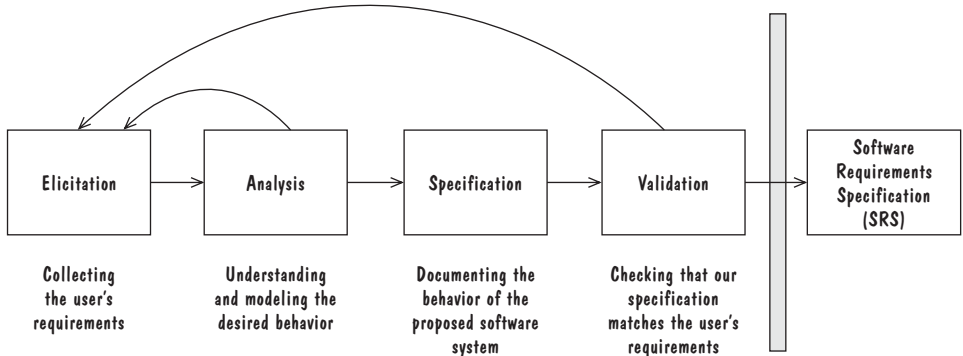 Elicitation
Analysis
Specification
Validation
Software
Requirements
Specification
(SRS)
Collecting
the user's
requirements
Understanding
and modeling the
desired behavior
Documenting the
behavior of the
proposed software
system
Checking that our
specification
matches the user's
requirements